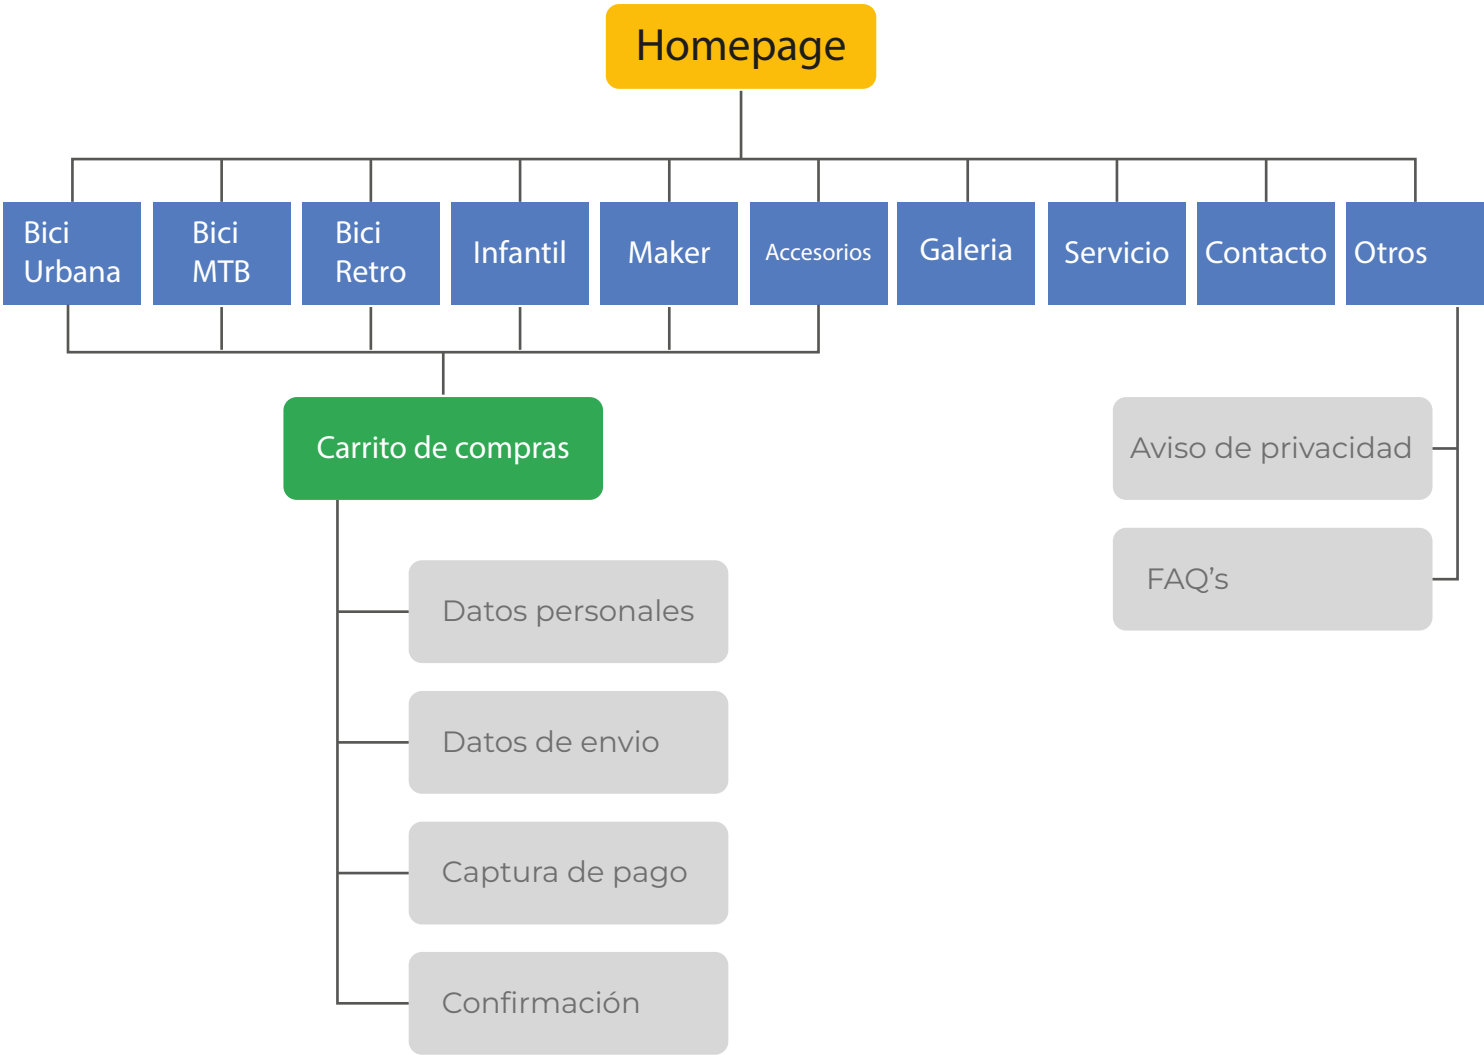 Homepage
Bici
Urbana
Bici
MTB
Bici
Retro
Infantil
Maker
Accesorios
Galeria
Servicio
Contacto
Otros
Carrito de compras
Aviso de privacidad
FAQ’s
Datos personales
Datos de envio
Captura de pago
Confirmación